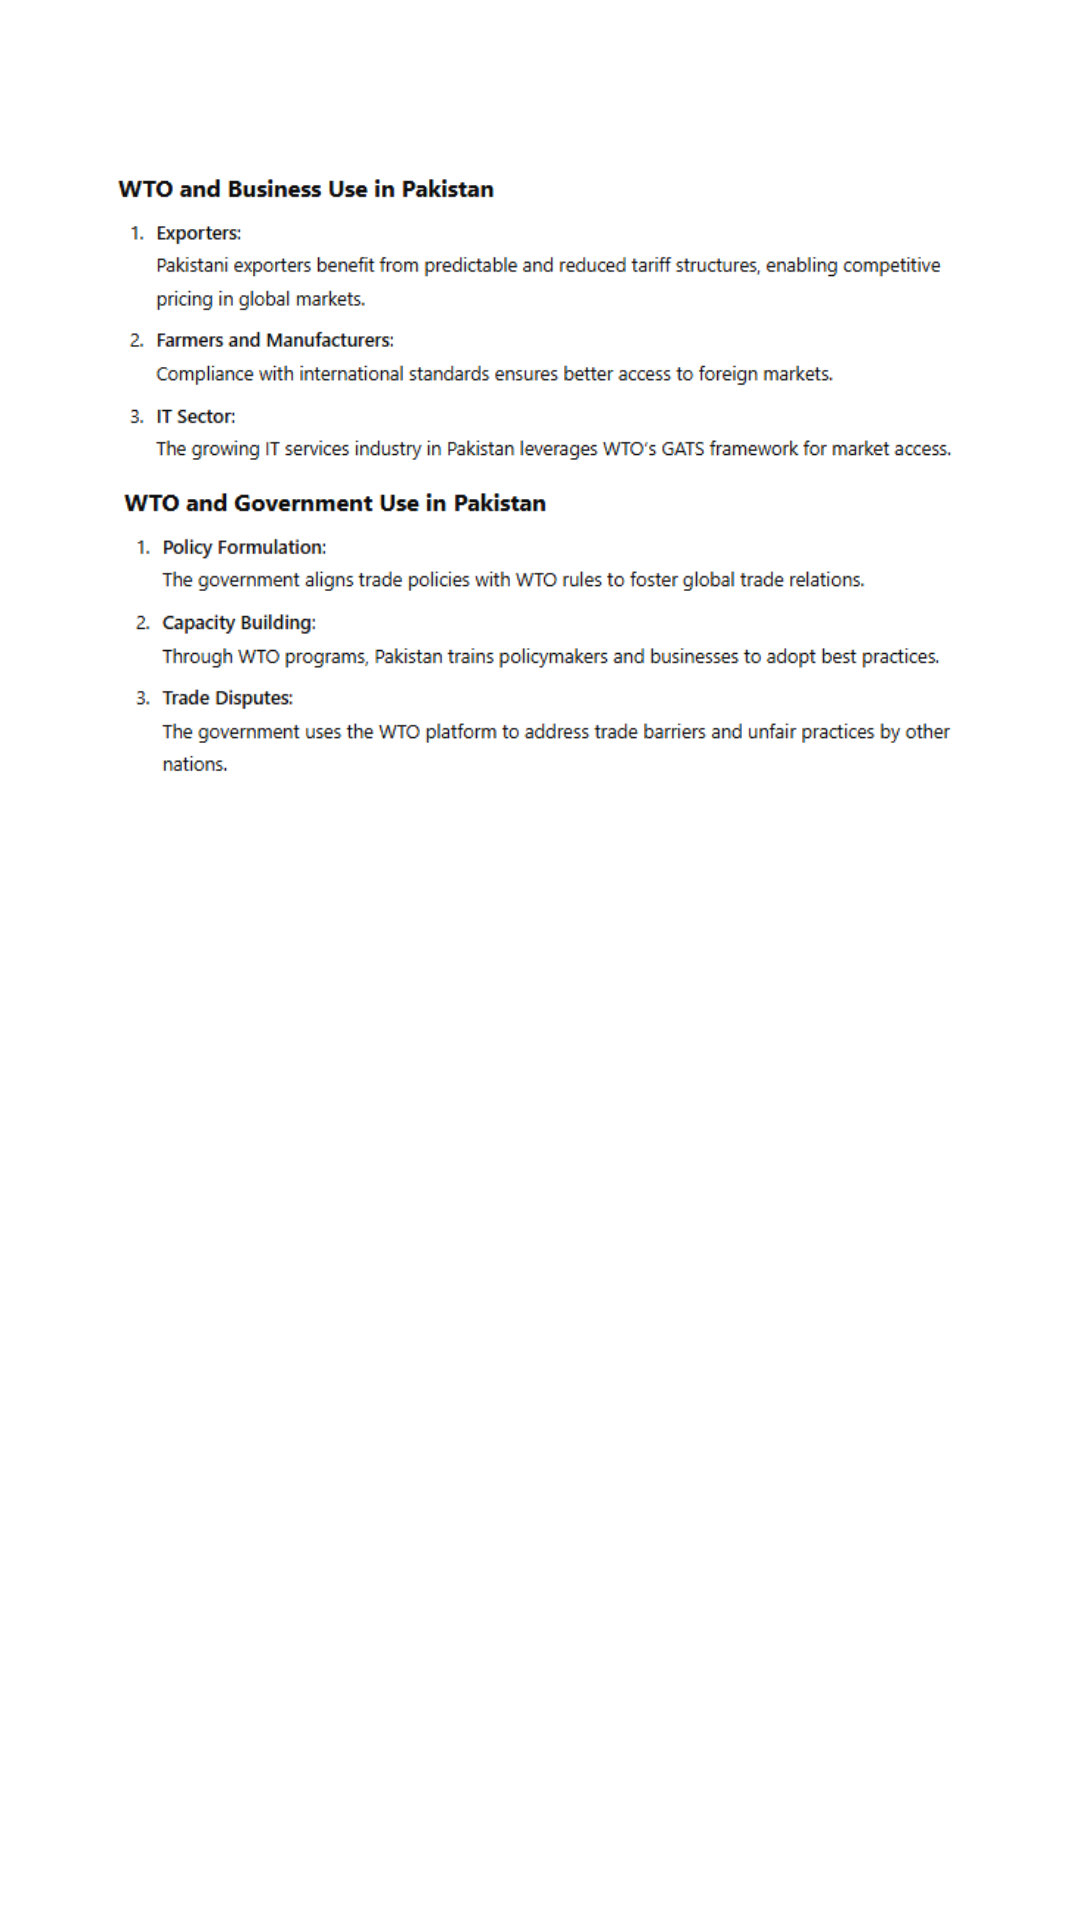 WTO and Business Use in Pakistan
1. Exporters:
Pakistani exporters benefit from predictable and reduced tariff structures, enabling competitive
pricing in global markets.
2. Farmers and Manufacturers:
Compliance with international standards ensures better access to foreign markets.
3. IT Sector:
The growing IT services industry in Pakistan leverages WTO's GATS framework for market access.
WTO and Government Use in Pakistan
1. Policy Formulation:
The government aligns trade policies with WTO rules to foster global trade relations.
2. Capacity Building:
Through WTO programs, Pakistan trains policymakers and businesses to adopt best practices.
3. Trade Disputes:
The government uses the WTO platform to address trade barriers and unfair practices by other
nations.